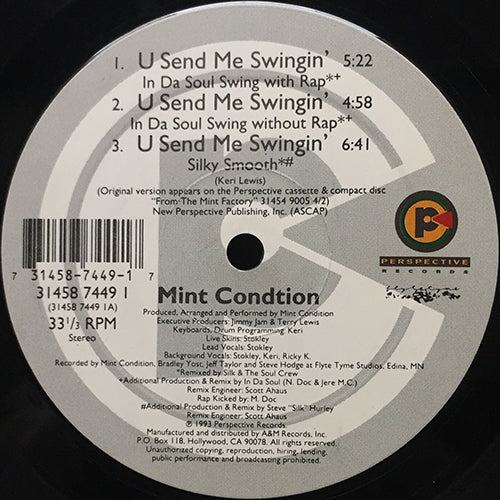 1. U Send Me Swingin' 5:22
In Da Soul Swing with Rap*+
2. U Send Me Swingin' 4:58
In Da Soul Swing without Rap*+
3. U Send Me Swingin' 6:41
Silky Smooth*#
(Keri Lewis)
(Original version appears on the Perspective cassette & compact disc
"From The Mint Factory" 31454 9005 4/2)
New Perspective Publishing, Inc. (ASCAP)
P
PERSPECTIVE
RECORDS
7 31458-7449-1 7
31458 7449 1
(31458 7449 1A)
33 1/3 RPM
Stereo
Mint Condtion
Produced, Arranged and Performed by Mint Condition
Executive Producers: Jimmy Jam & Terry Lewis
Keyboards, Drum Programming: Keri
Live Skins: Stokley
Lead Vocals: Stokley
Background Vocals: Stokley, Keri, Ricky K.
Recorded by Mint Condition, Bradley Yost, Jeff Taylor and Steve Hodge at Flyte Tyme Studios, Edina, MN
*Remixed by Silk & The Soul Crew
+Additional Production & Remix by In Da Soul (N. Doc & Jere M.C.)
Remix Engineer: Scott Ahaus
Rap Kicked by: M. Doc
#Additional Production & Remix by Steve "Silk" Hurley
Remix Engineer: Scott Ahaus
℗ 1993 Perspective Records.
Manufactured and distributed by A&M Records, Inc.
P.O. Box 118, Hollywood, CA 90078. All rights reserved.
Unauthorized copying, reproduction, hiring, lending,
public performance and broadcasting prohibited.